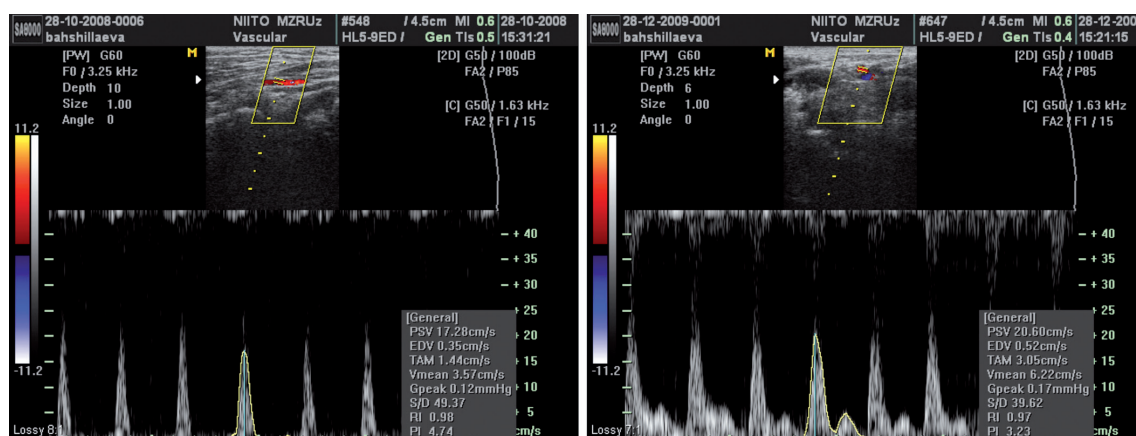 SA8000
28-10-2008-0006 NIITO MZRUz #548 / 4.5cm MI 0.6 28-10-2008
bahshillaeva Vascular HL5-9ED / Gen TIs 0.5 15:31:21
[PW] G60
F0 / 3.25 kHz
Depth 10
Size 1.00
Angle 0
M
[2D] G50 / 100dB
FA2 / P85
[C] G50 / 1.63 kHz
FA2 / F1 / 15
11.2
-11.2
+ 40
+ 35
+ 30
+ 25
+ 20
+ 15
+ 10
5
cm/s
[General]
PSV 17.28cm/s
EDV 0.35cm/s
TAM 1.44cm/s
Vmean 3.57cm/s
Gpeak 0.12mmHg
S/D 49.37
RI 0.98
PI 4.74
Lossy 8:1
SA8000
28-12-2009-0001 NIITO MZRUz #647 / 4.5cm MI 0.6 28-12-200
bahshillaeva Vascular HL5-9ED / Gen TIs 0.4 15:21:15
[PW] G60
F0 / 3.25 kHz
Depth 6
Size 1.00
Angle 0
M
[2D] G50 / 100dB
FA2 / P85
[C] G50 / 1.63 kHz
FA2 / F1 / 15
11.2
-11.2
+ 40
+ 35
+ 30
+ 25
+ 20
+ 15
+ 10
5
cm/s
[General]
PSV 20.60cm/s
EDV 0.52cm/s
TAM 3.05cm/s
Vmean 6.22cm/s
Gpeak 0.17mmHg
S/D 39.62
RI 0.97
PI 3.23
Lossy 7:1